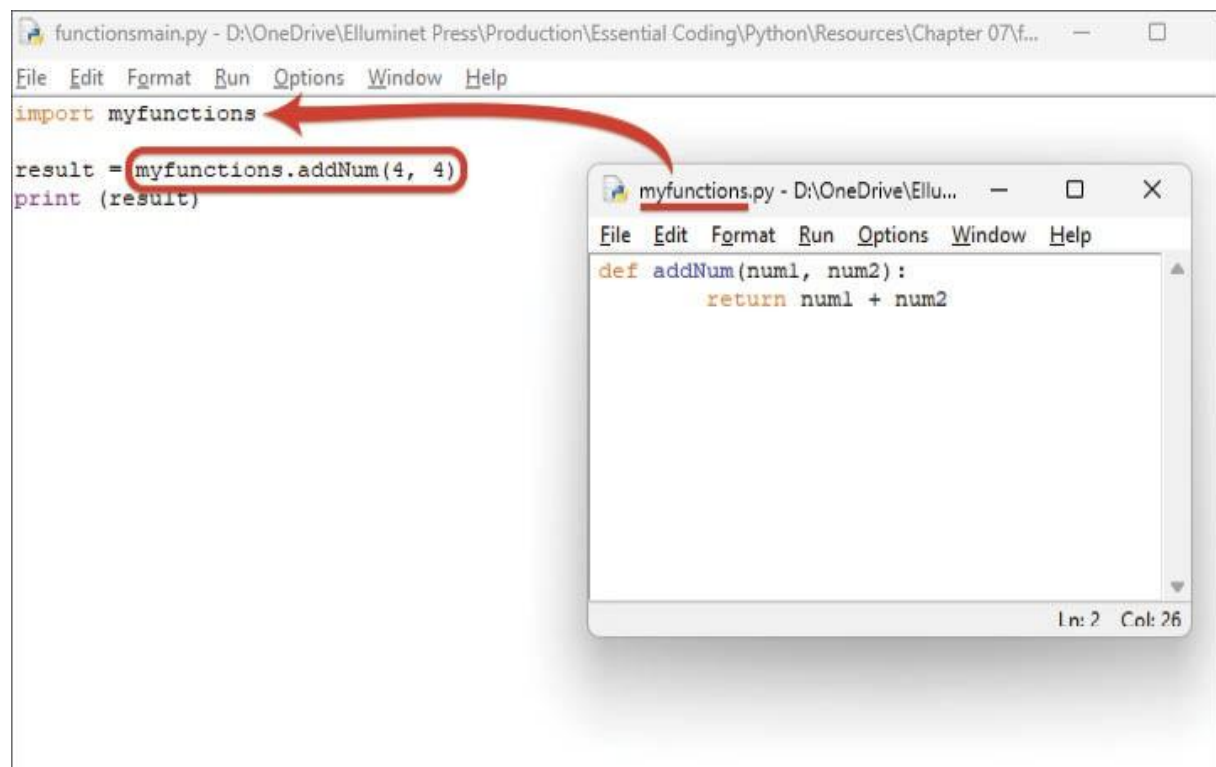 functionsmain.py - D:\OneDrive\Elluminet Press\Production\Essential Coding\Python\Resources\Chapter 07\f...
File Edit Format Run Options Window Help
import myfunctions
result = myfunctions.addNum(4, 4)
print (result)
myfunctions.py - D:\OneDrive\Ellu...
File Edit Format Run Options Window Help
def addNum(num1, num2):
        return num1 + num2
Ln: 2 Col: 26